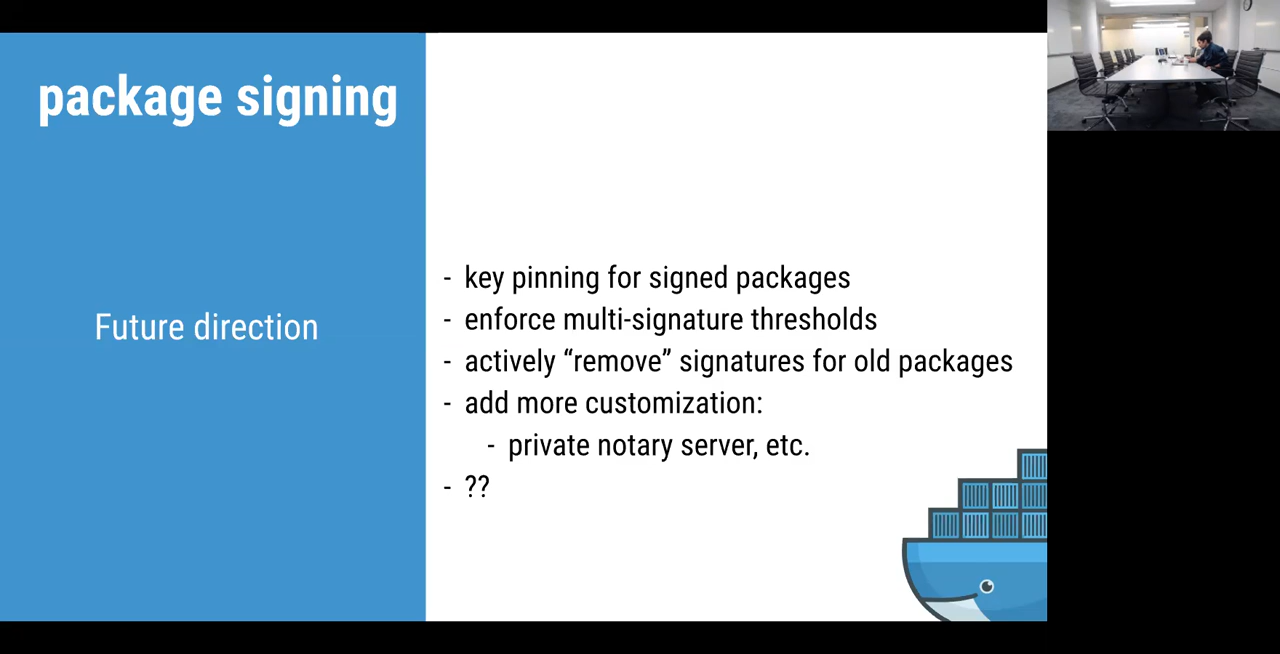 package signing
Future direction
- key pinning for signed packages
- enforce multi-signature thresholds
- actively “remove” signatures for old packages
- add more customization:
- private notary server, etc.
- ??